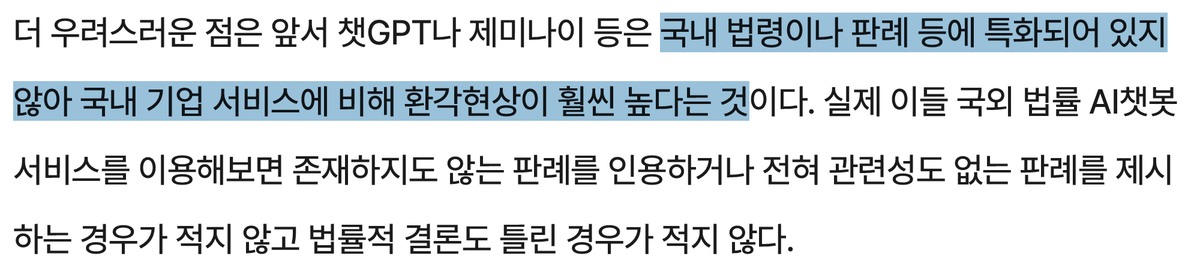 더 우려스러운 점은 앞서 챗GPT나 제미나이 등은 국내 법령이나 판례 등에 특화되어 있지
않아 국내 기업 서비스에 비해 환각현상이 훨씬 높다는 것이다. 실제 이들 국외 법률 AI챗봇
서비스를 이용해보면 존재하지도 않는 판례를 인용하거나 전혀 관련성도 없는 판례를 제시
하는 경우가 적지 않고 법률적 결론도 틀린 경우가 적지 않다.